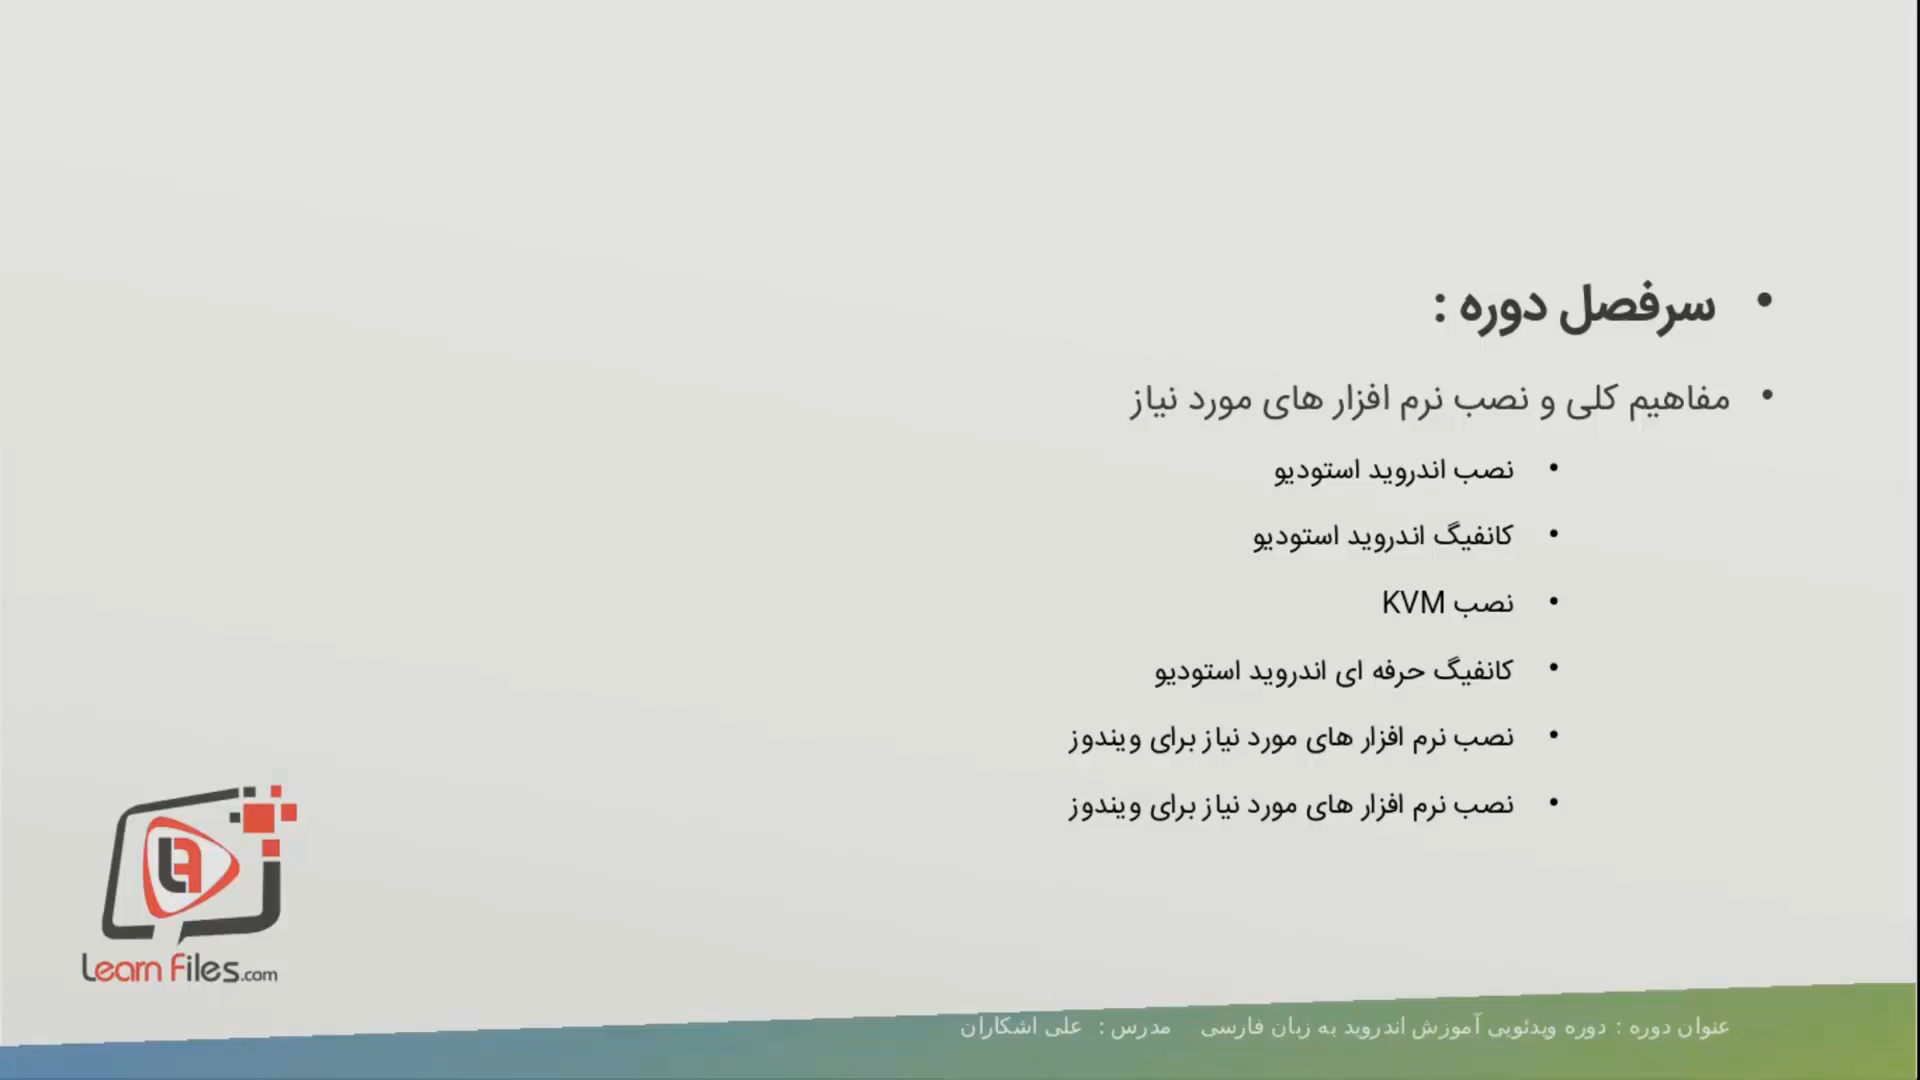 سرفصل دوره :
مفاهیم کلی و نصب نرم افزار های مورد نیاز
نصب اندروید استودیو
کانفیگ اندروید استودیو
نصب KVM
کانفیگ حرفه ای اندروید استودیو
نصب نرم افزار های مورد نیاز برای ویندوز
نصب نرم افزار های مورد نیاز برای ویندوز
LearnFiles.com
عنوان دوره : دوره ویدئویی آموزش اندروید به زبان فارسی مدرس : علی اشکاران